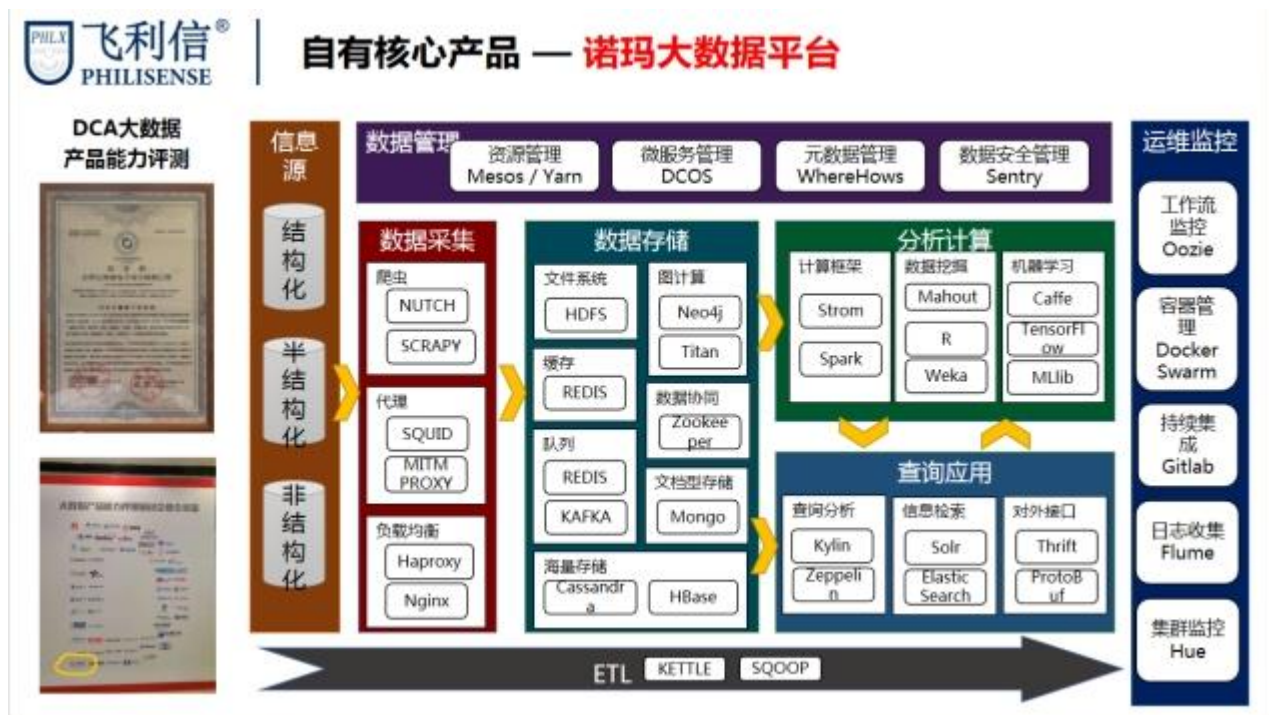 PHLX
飞利信®
PHILISENSE
自有核心产品 — 诺玛大数据平台
DCA大数据
产品能力评测
信息
源
结
构
化
半
结
构
化
非
结
构
化
数据管理
资源管理
Mesos / Yarn
微服务管理
DCOS
元数据管理
WhereHows
数据安全管理
Sentry
数据采集
爬虫
NUTCH
SCRAPY
代理
SQUID
MITM
PROXY
负载均衡
Haproxy
Nginx
数据存储
文件系统
HDFS
缓存
REDIS
队列
REDIS
KAFKA
图计算
Neo4j
Titan
数据协同
Zookee
per
文档型存储
Mongo
海量存储
Cassandr
a
HBase
分析计算
计算框架
Strom
Spark
数据挖掘
Mahout
R
Weka
机器学习
Caffe
TensorFl
ow
MLlib
查询应用
查询分析
Kylin
Zeppeli
n
信息检索
Solr
Elastic
Search
对外接口
Thrift
ProtoB
uf
运维监控
工作流
监控
Oozie
容器管
理
Docker
Swarm
持续集
成
Gitlab
日志收集
Flume
集群监控
Hue
ETL
KETTLE
SQOOP